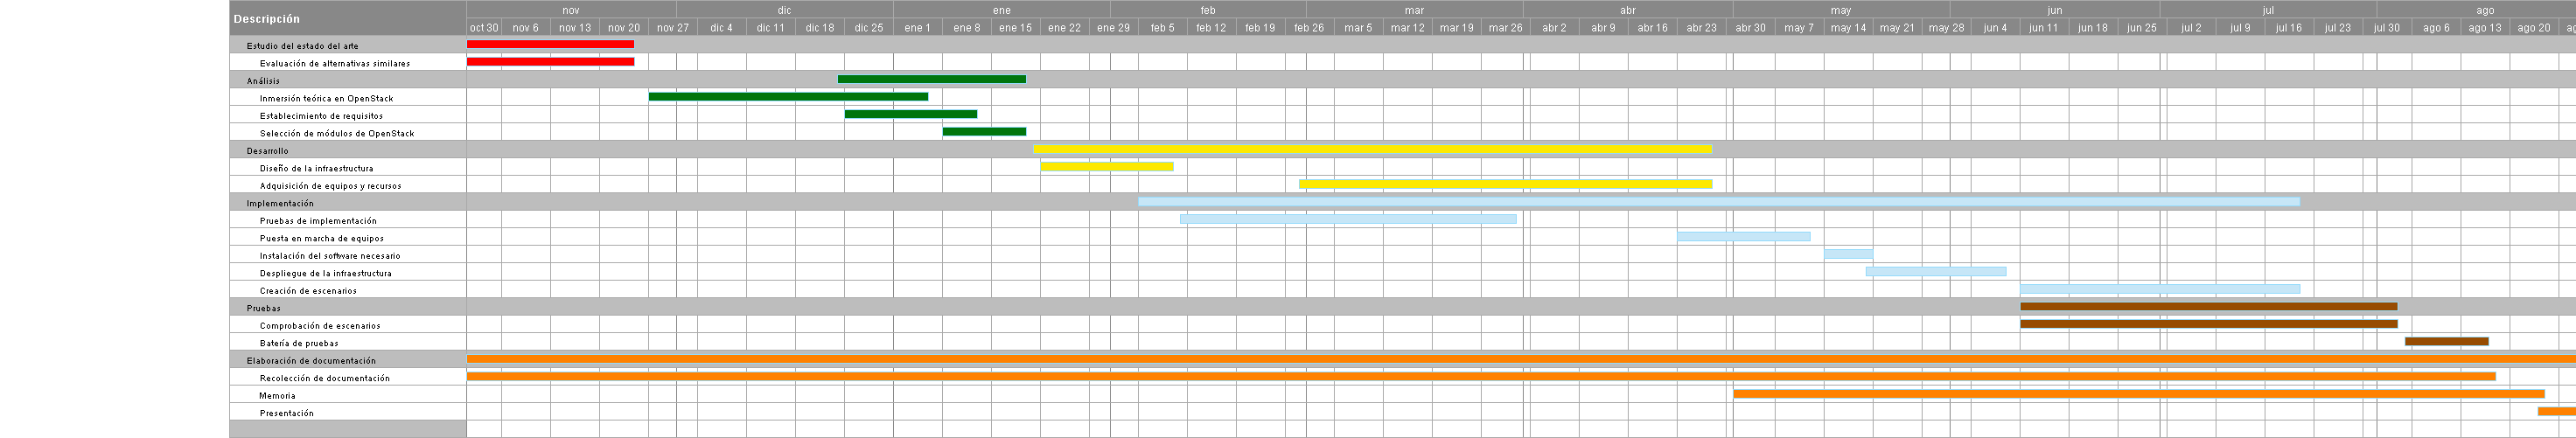 Descripción
nov dic ene feb mar abr may jun jul ago
oct 30 nov 6 nov 13 nov 20 nov 27 dic 4 dic 11 dic 18 dic 25 ene 1 ene 8 ene 15 ene 22 ene 29 feb 5 feb 12 feb 19 feb 26 mar 5 mar 12 mar 19 mar 26 abr 2 abr 9 abr 16 abr 23 abr 30 may 7 may 14 may 21 may 28 jun 4 jun 11 jun 18 jun 25 jul 2 jul 9 jul 16 jul 23 jul 30 ago 6 ago 13 ago 20
Estudio del estado del arte
Evaluación de alternativas similares
Análisis
Inmersión teórica en OpenStack
Establecimiento de requisitos
Selección de módulos de OpenStack
Desarrollo
Diseño de la infraestructura
Adquisición de equipos y recursos
Implementación
Pruebas de implementación
Puesta en marcha de equipos
Instalación del software necesario
Despliegue de la infraestructura
Creación de escenarios
Pruebas
Comprobación de escenarios
Batería de pruebas
Elaboración de documentación
Recolección de documentación
Memoria
Presentación